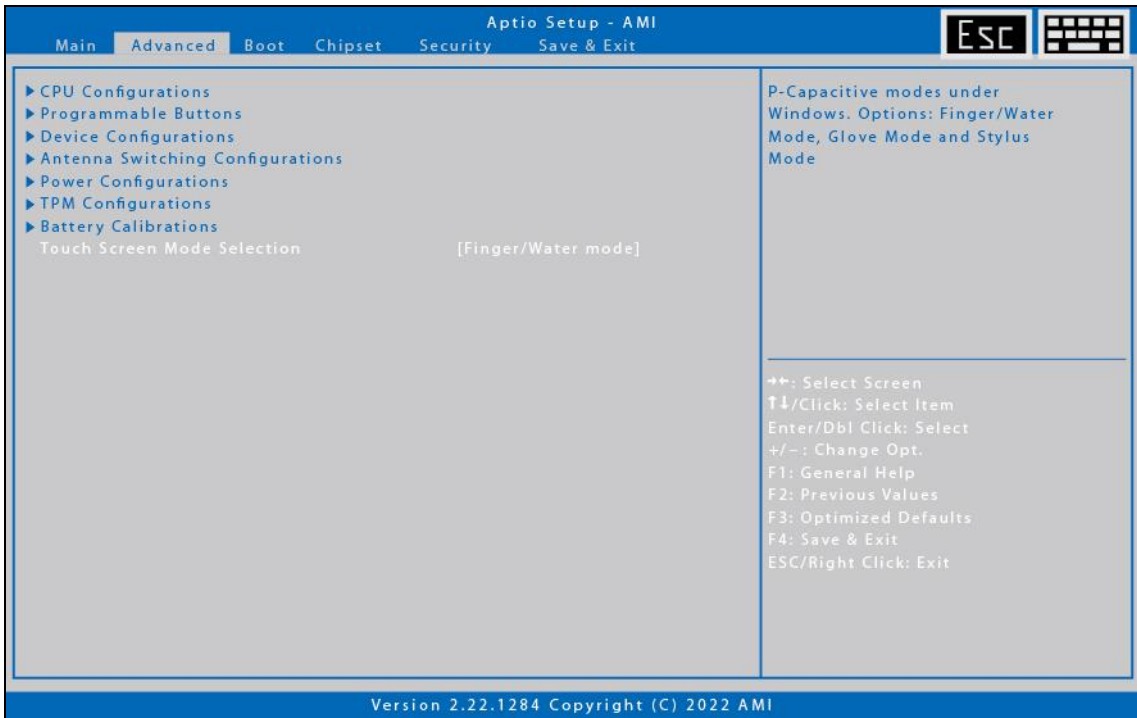 Aptio Setup - AMI
Main Advanced Boot Chipset Security Save & Exit
Esc
CPU Configurations
Programmable Buttons
Device Configurations
Antenna Switching Configurations
Power Configurations
TPM Configurations
Battery Calibrations
Touch Screen Mode Selection [Finger/Water mode]
P-Capacitive modes under
Windows. Options: Finger/Water
Mode, Glove Mode and Stylus
Mode
→←: Select Screen
↑↓/Click: Select Item
Enter/Dbl Click: Select
+/−: Change Opt.
F1: General Help
F2: Previous Values
F3: Optimized Defaults
F4: Save & Exit
ESC/Right Click: Exit
Version 2.22.1284 Copyright (C) 2022 AMI